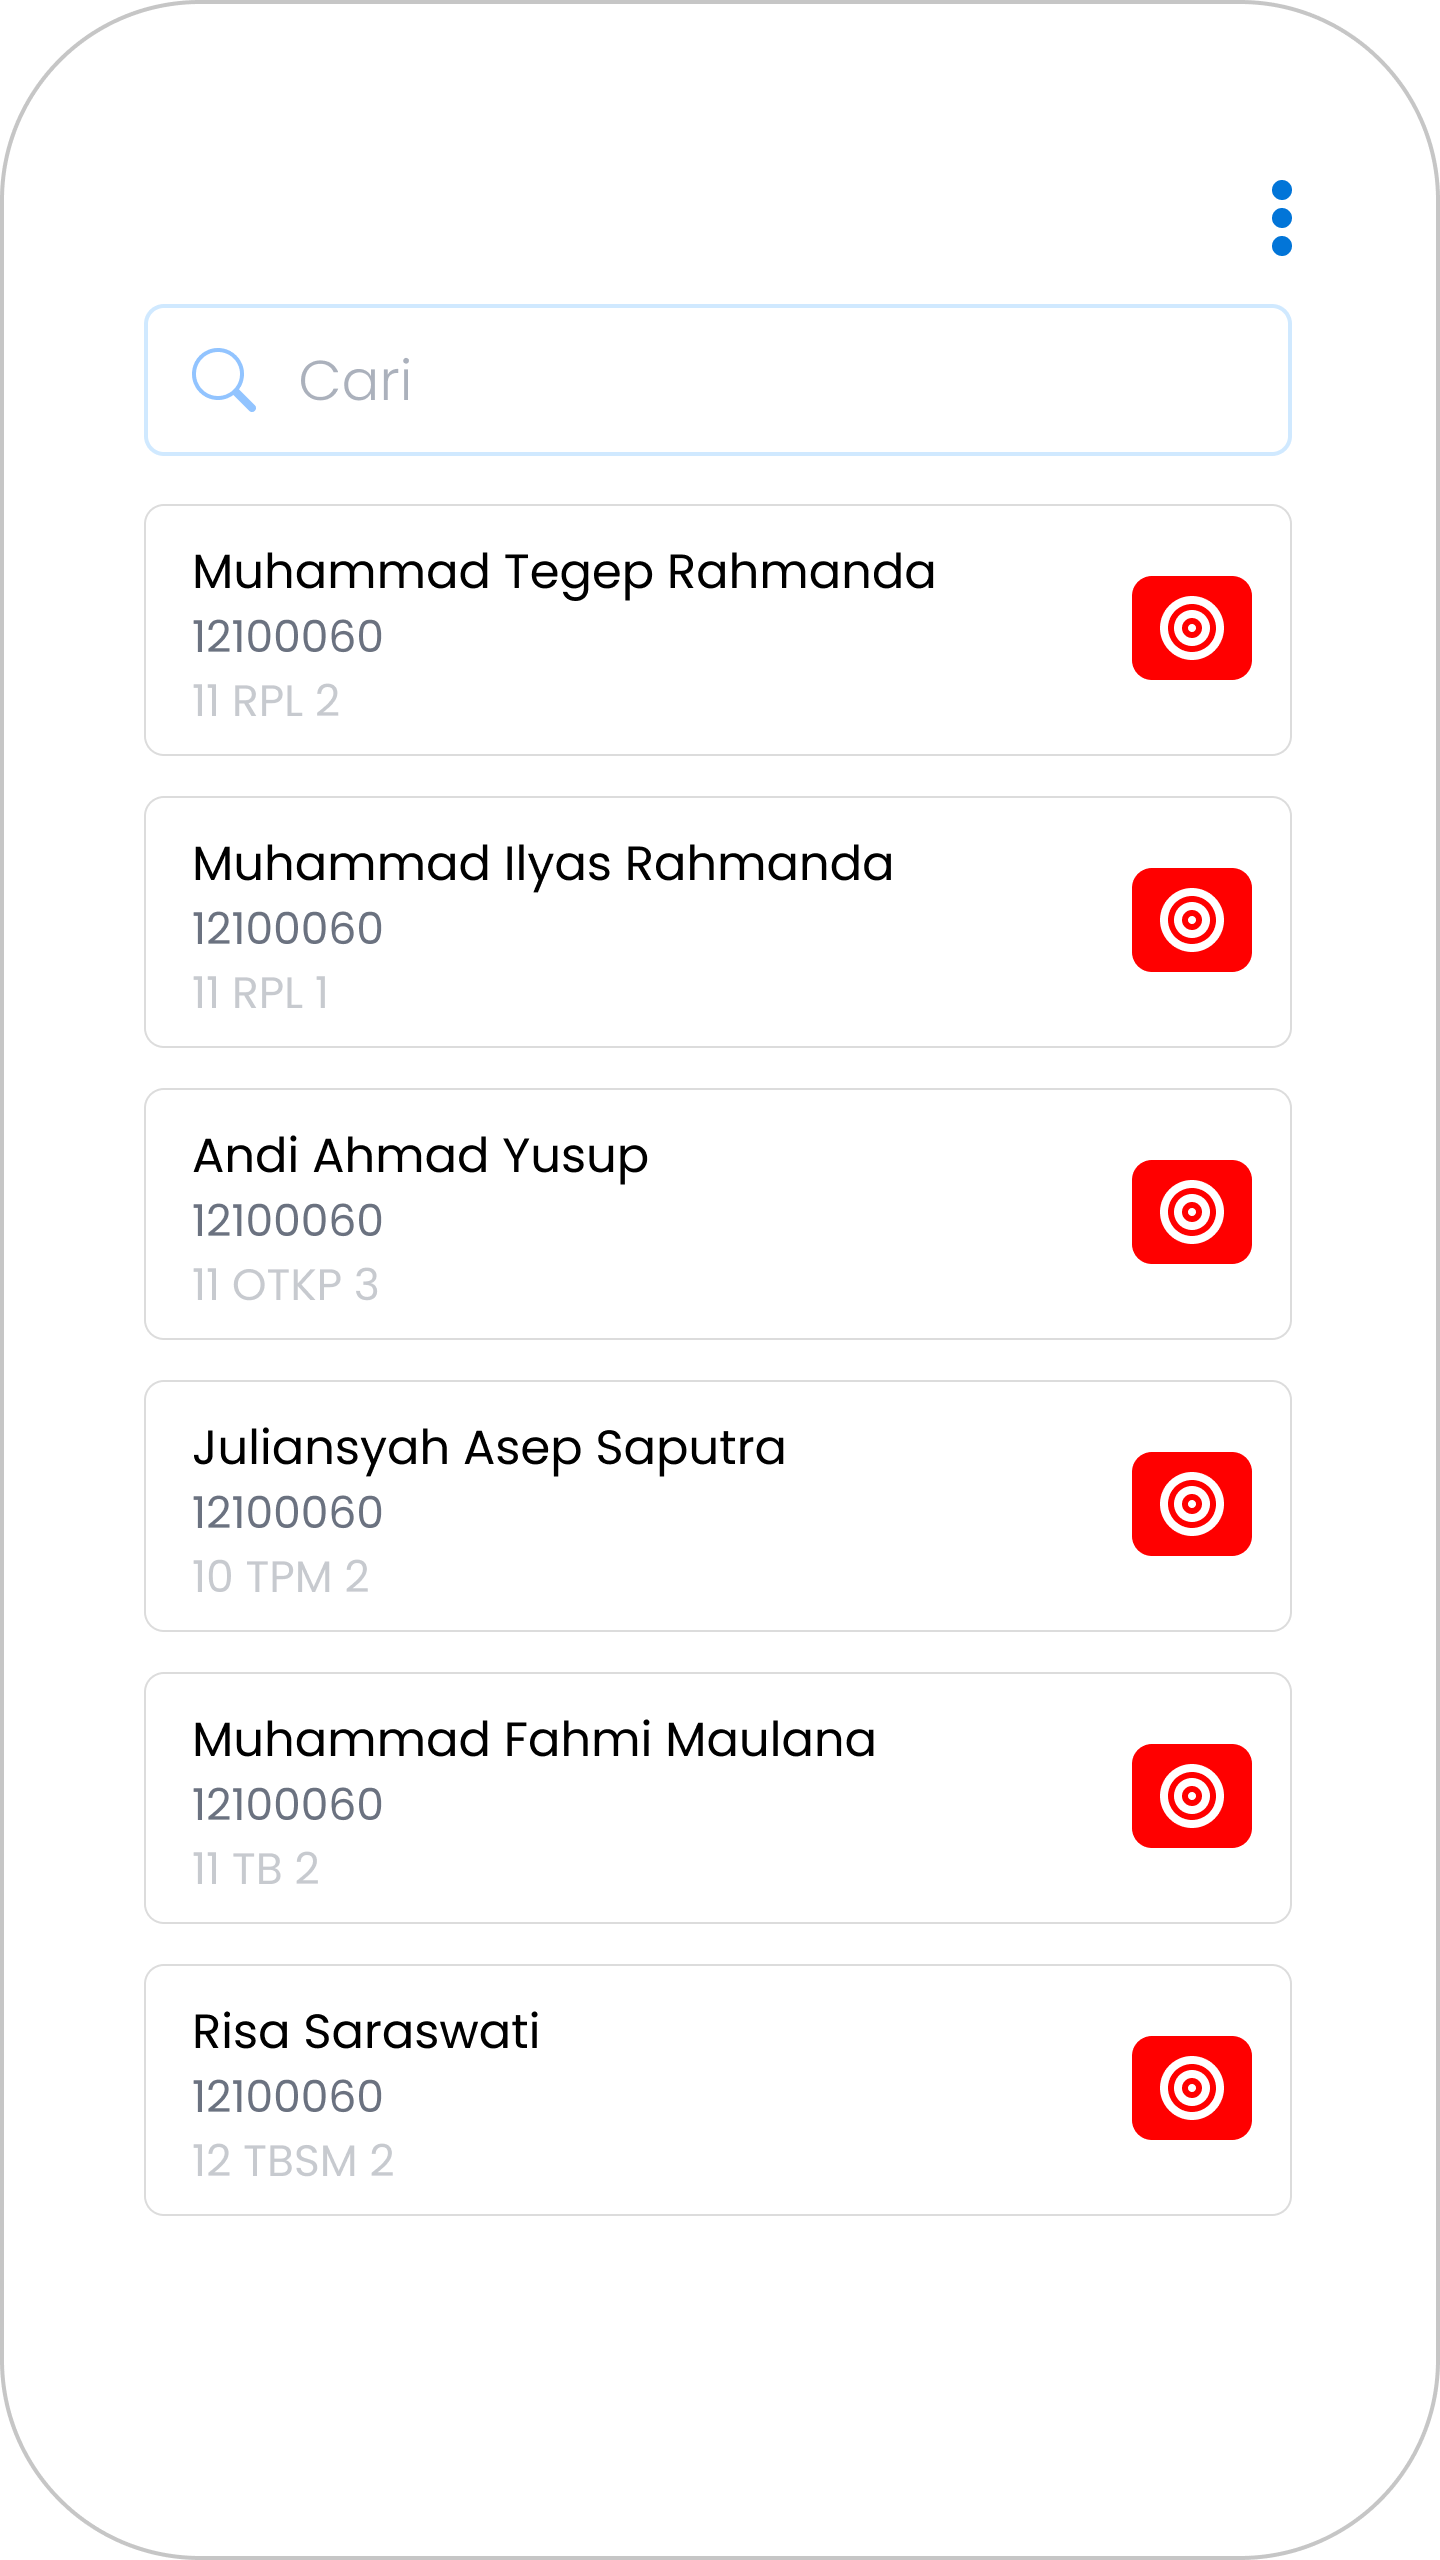 Cari
Muhammad Tegep Rahmanda
12100060
11 RPL 2
Muhammad Ilyas Rahmanda
12100060
11 RPL 1
Andi Ahmad Yusup
12100060
11 OTKP 3
Juliansyah Asep Saputra
12100060
10 TPM 2
Muhammad Fahmi Maulana
12100060
11 TB 2
Risa Saraswati
12100060
12 TBSM 2